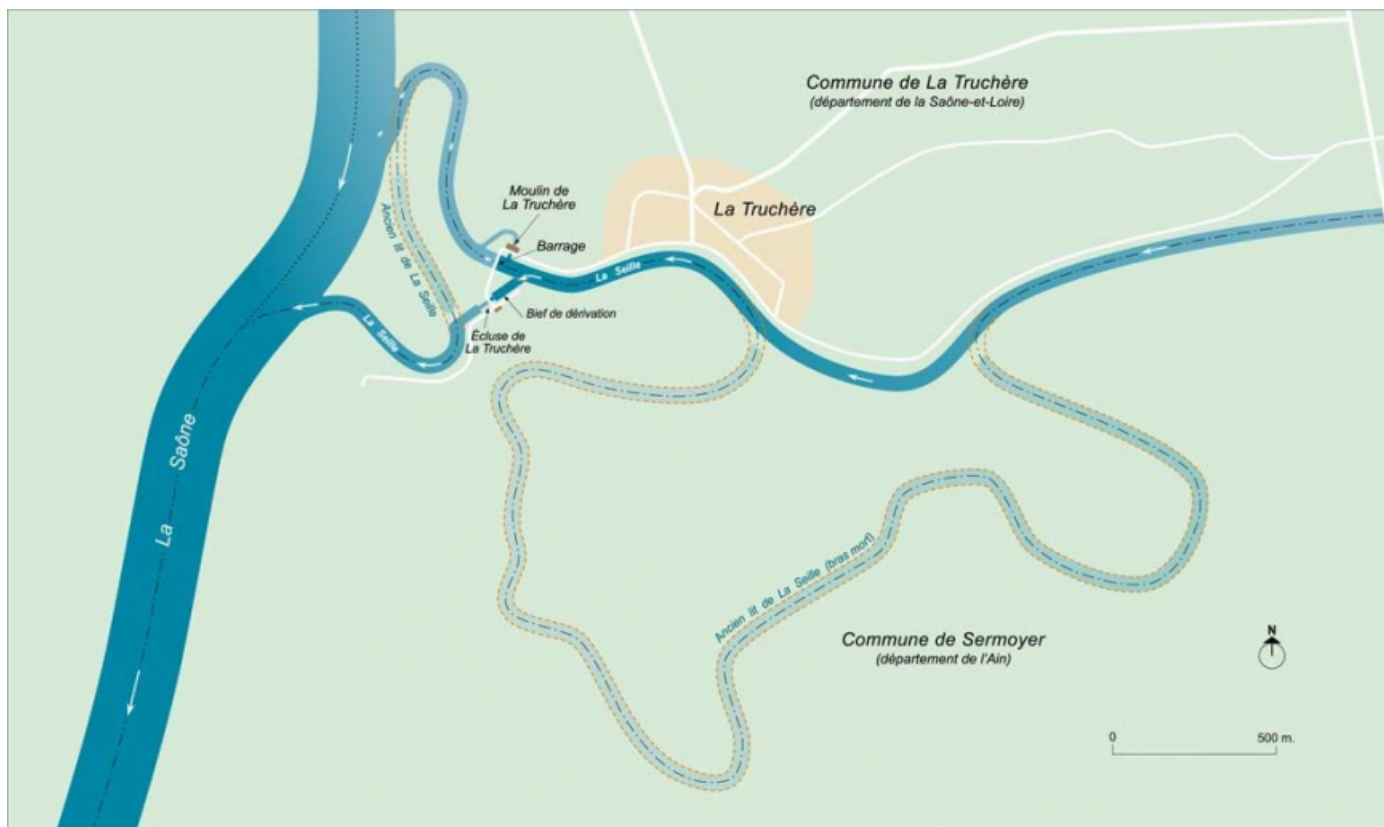 Commune de La Truchère
(département de la Saône-et-Loire)
Moulin de
La Truchère
La Truchère
Barrage
La Seille
Ancien lit de La Seille
Bief de dérivation
La Seille
Écluse de
La Truchère
La Saône
Ancien lit de La Seille (bras mort)
Commune de Sermoyer
(département de l'Ain)
N
0 500 m.